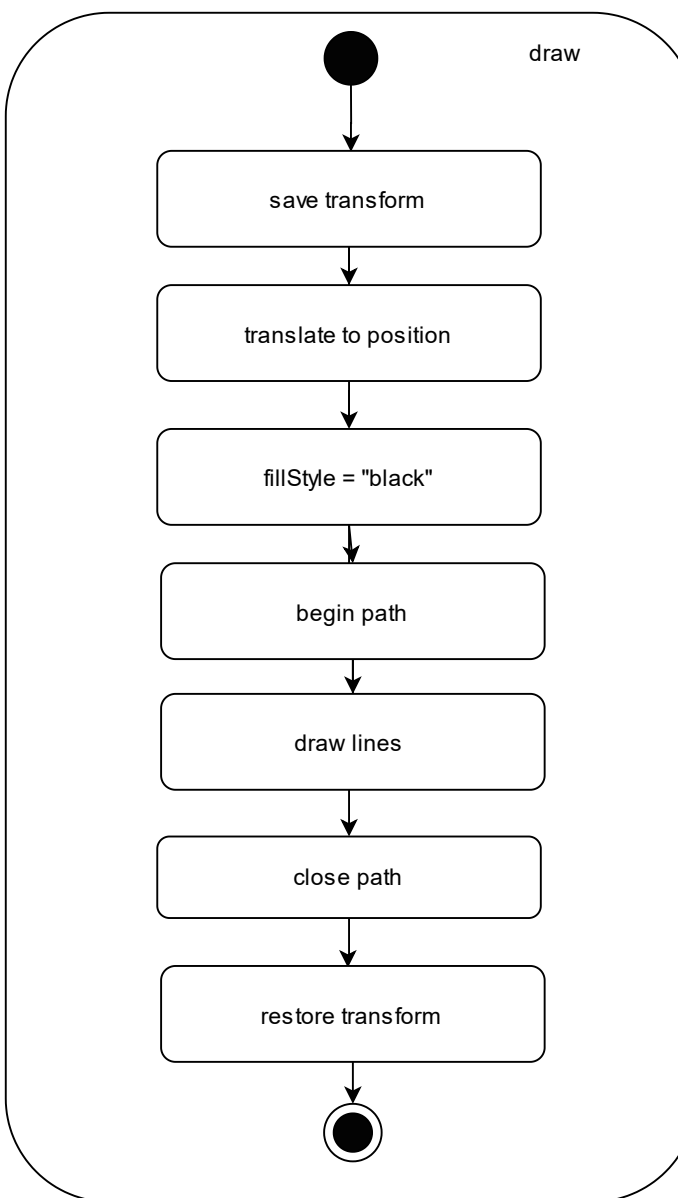 draw
save transform
translate to position
fillStyle = "black"
begin path
draw lines
close path
restore transform